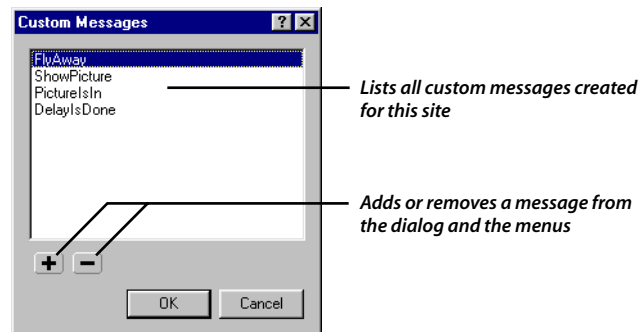 Custom Messages
FlyAway
ShowPicture
PictureIsIn
DelayIsDone
Lists all custom messages created
for this site
Adds or removes a message from
the dialog and the menus
OK
Cancel